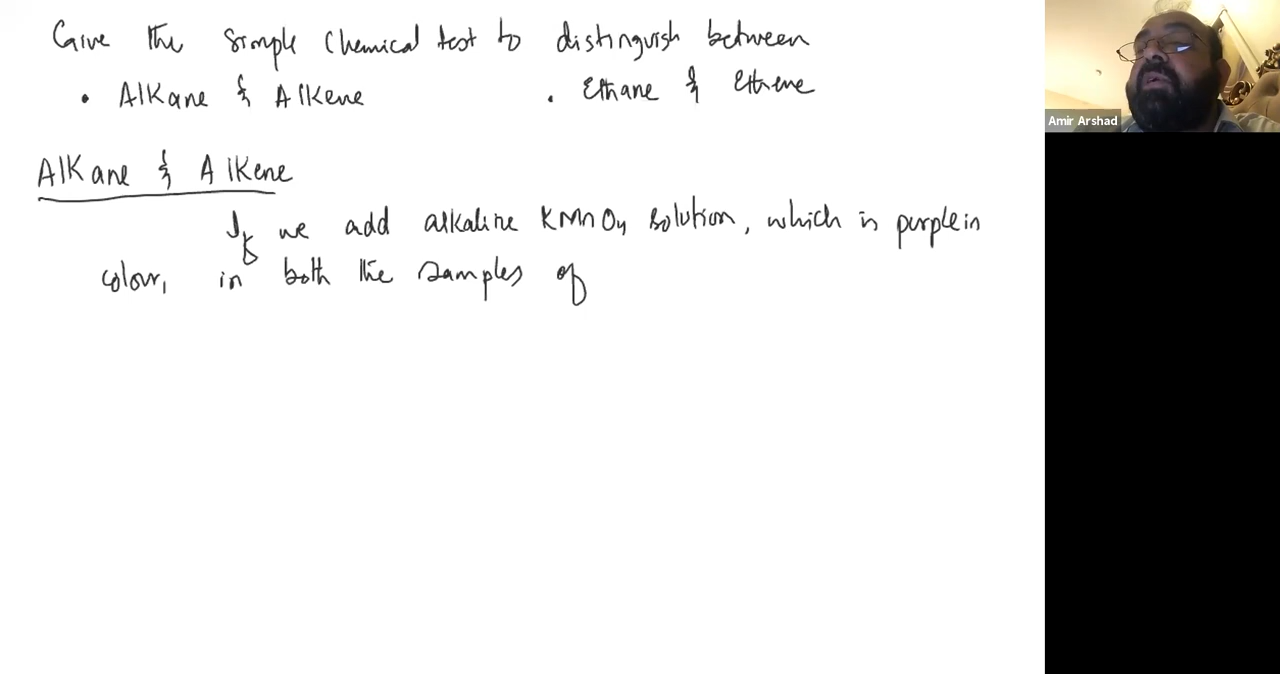 Give the simple Chemical test to distinguish between
• Alkane & Alkene • Ethane & Ethene
Alkane & Alkene
If we add alkaline KMnO4 solution, which is purple in
colour, in both the samples of
Amir Arshad